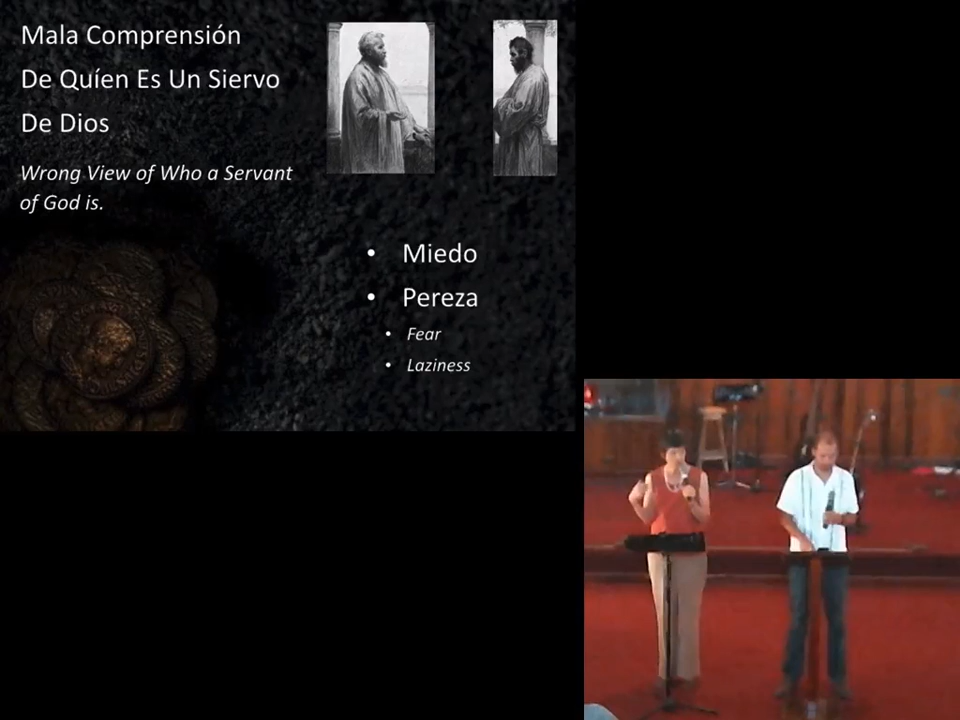 Mala Comprensión
De Quíen Es Un Siervo
De Dios
Wrong View of Who a Servant
of God is.
• Miedo
• Pereza
• Fear
• Laziness